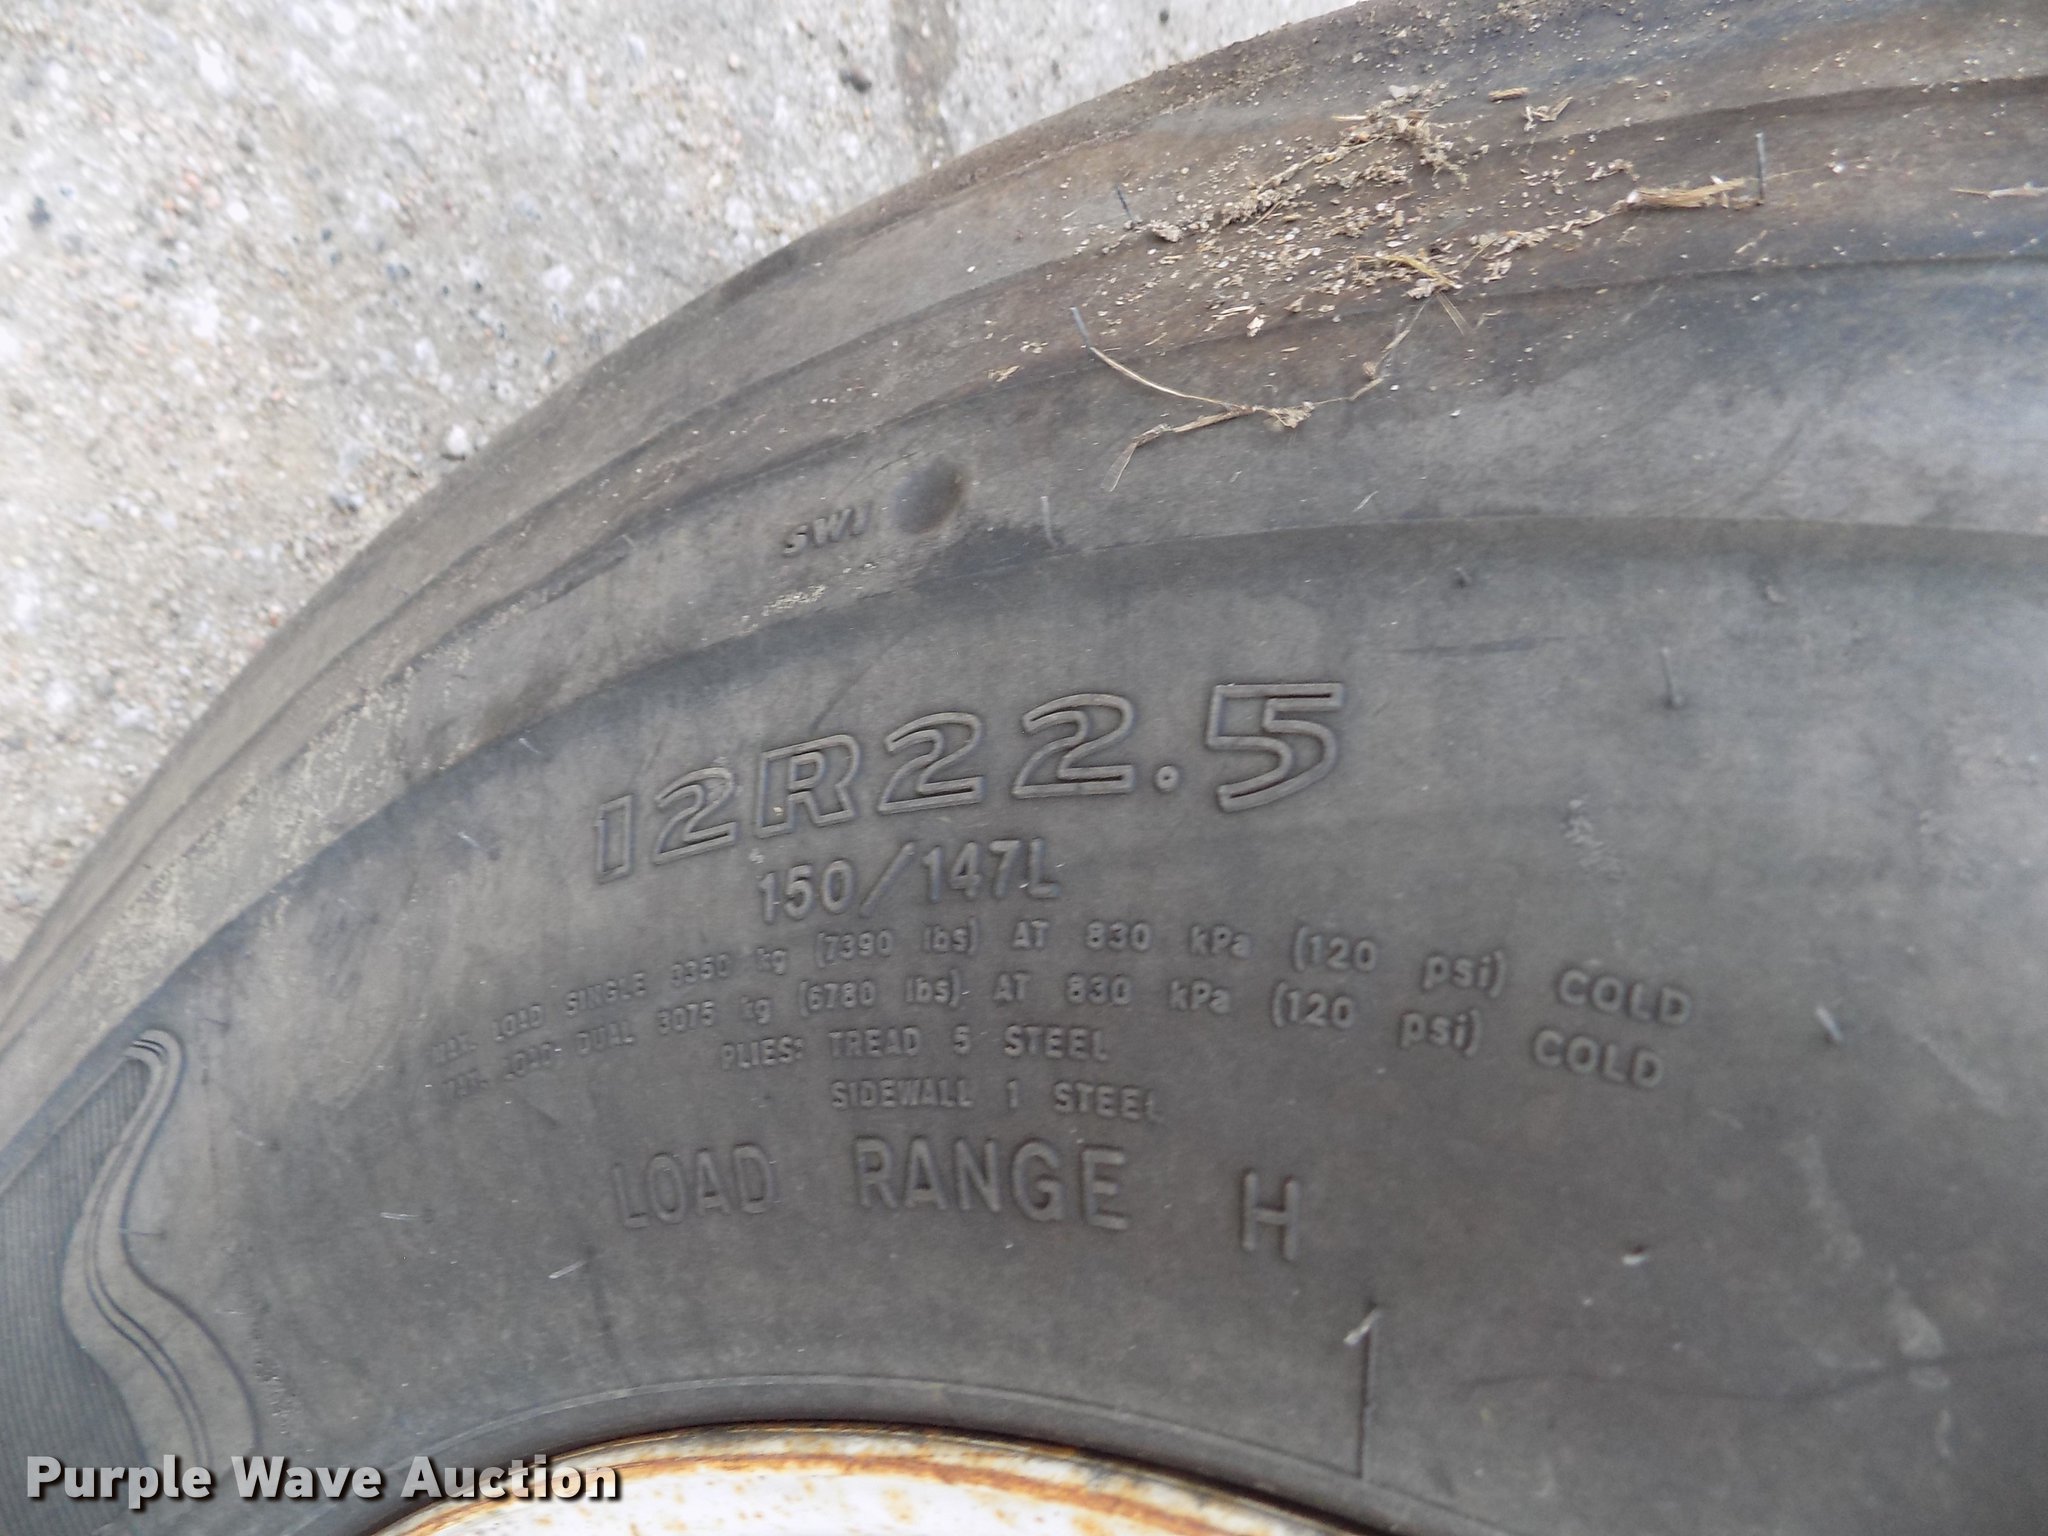 SWI
12R22.5
150/147L
MAX. LOAD SINGLE 3350 kg (7390 lbs) AT 830 kPa (120 psi) COLD
MAX. LOAD DUAL 3075 kg (6780 lbs) AT 830 kPa (120 psi) COLD
PLIES: TREAD 5 STEEL
SIDEWALL 1 STEEL
LOAD RANGE H
Purple Wave Auction